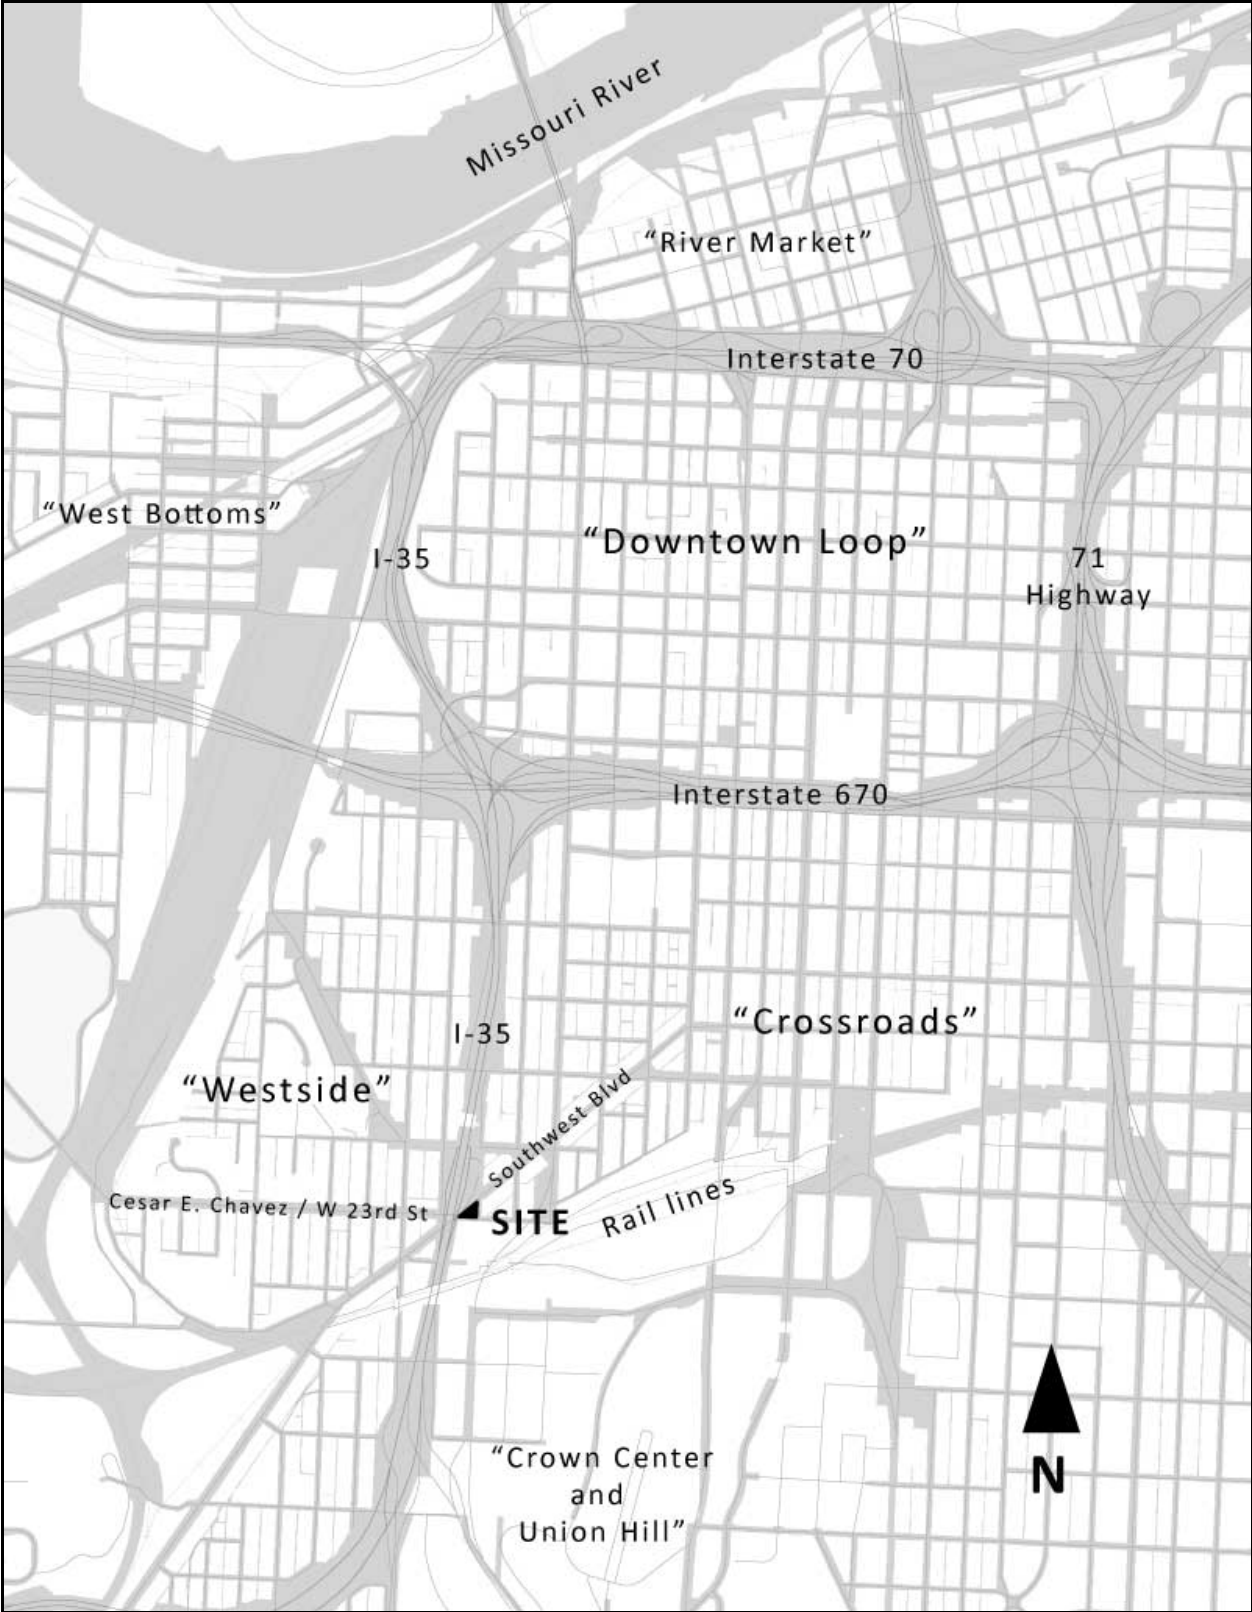 Missouri River
“River Market”
Interstate 70
“West Bottoms”
“Downtown Loop”
I-35
71
Highway
Interstate 670
“Crossroads”
I-35
“Westside”
Southwest Blvd
Cesar E. Chavez / W 23rd St
SITE
Rail lines
“Crown Center
and
Union Hill”
N